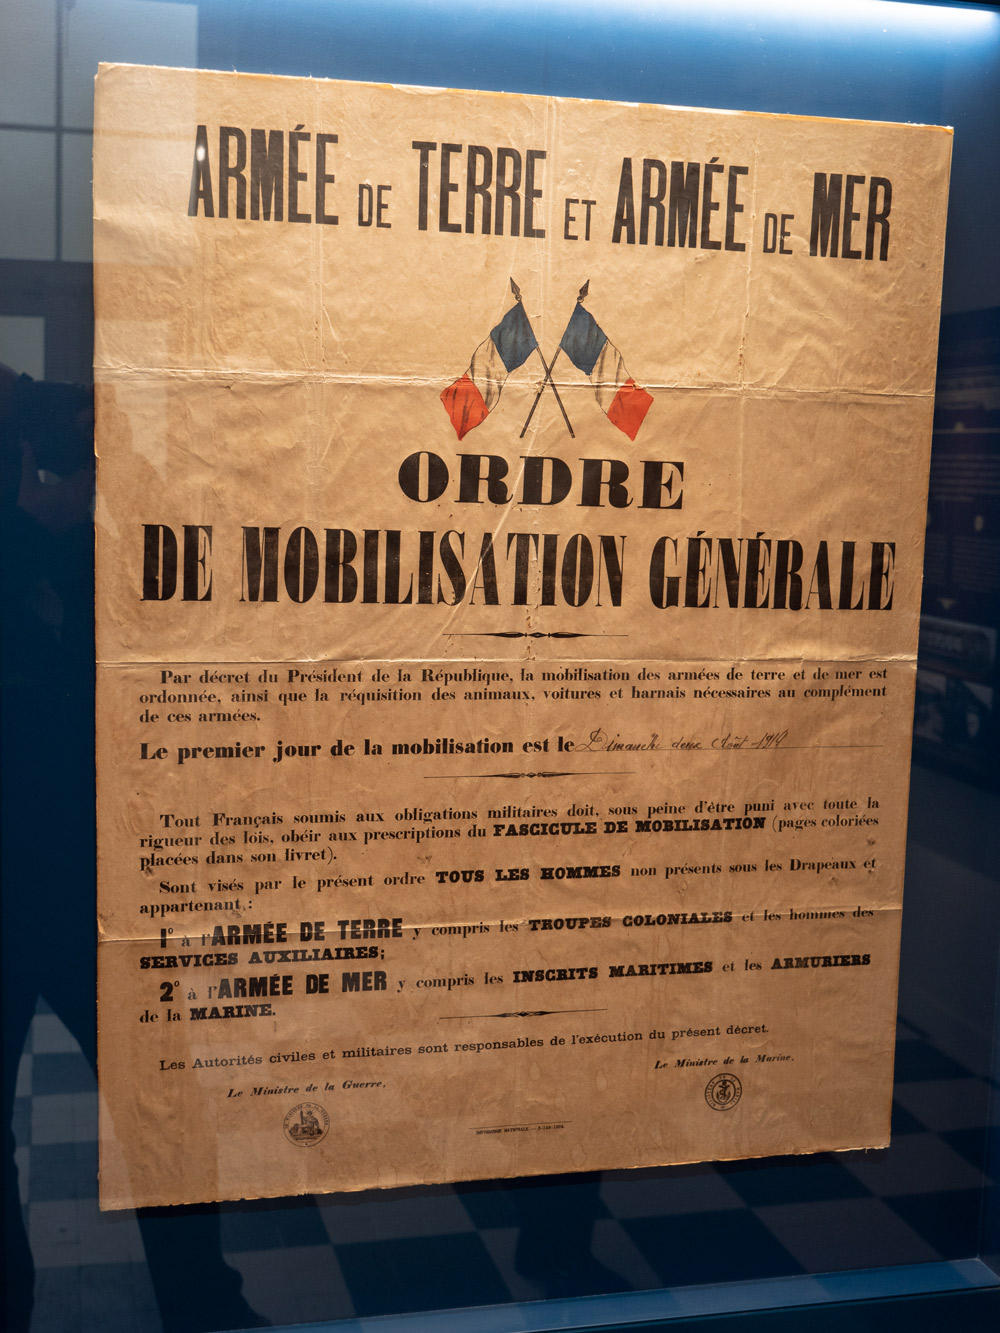 ARMÉE DE TERRE ET ARMÉE DE MER
ORDRE
DE MOBILISATION GÉNÉRALE
Par décret du Président de la République, la mobilisation des armées de terre et de mer est
ordonnée, ainsi que la réquisition des animaux, voitures et harnais nécessaires au complément
de ces armées.
Le premier jour de la mobilisation est le Dimanche deux Août 1914
Tout Français soumis aux obligations militaires doit, sous peine d'être puni avec toute la
rigueur des lois, obéir aux prescriptions du FASCICULE DE MOBILISATION (pages coloriées
placées dans son livret).
Sont visés par le présent ordre TOUS LES HOMMES non présents sous les Drapeaux et
appartenant :
1º à l'ARMÉE DE TERRE y compris les TROUPES COLONIALES et les hommes des
SERVICES AUXILIAIRES;
2º à l'ARMÉE DE MER y compris les INSCRITS MARITIMES et les ARMURIERS
de la MARINE.
Les Autorités civiles et militaires sont responsables de l'exécution du présent décret.
Le Ministre de la Guerre,
Le Ministre de la Marine,
IMPRIMERIE NATIONALE.